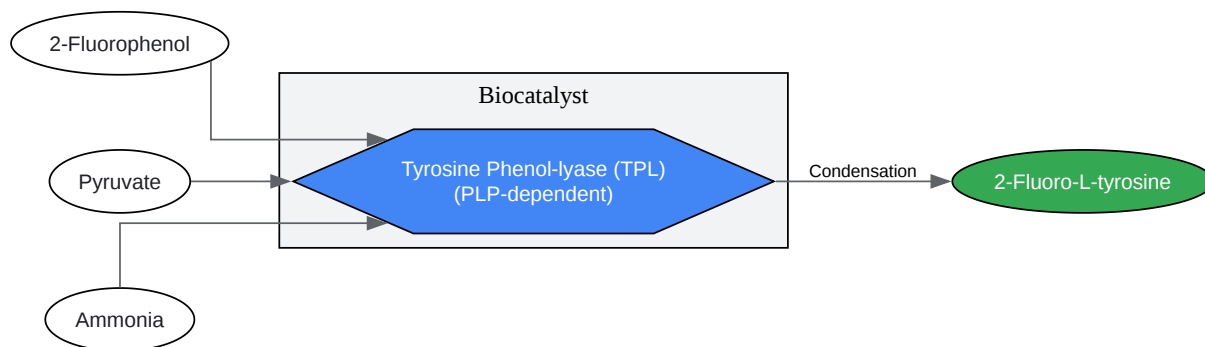 2-Fluorophenol
Biocatalyst
Pyruvate
Tyrosine Phenol-lyase (TPL)
(PLP-dependent)
Condensation
2-Fluoro-L-tyrosine
Ammonia